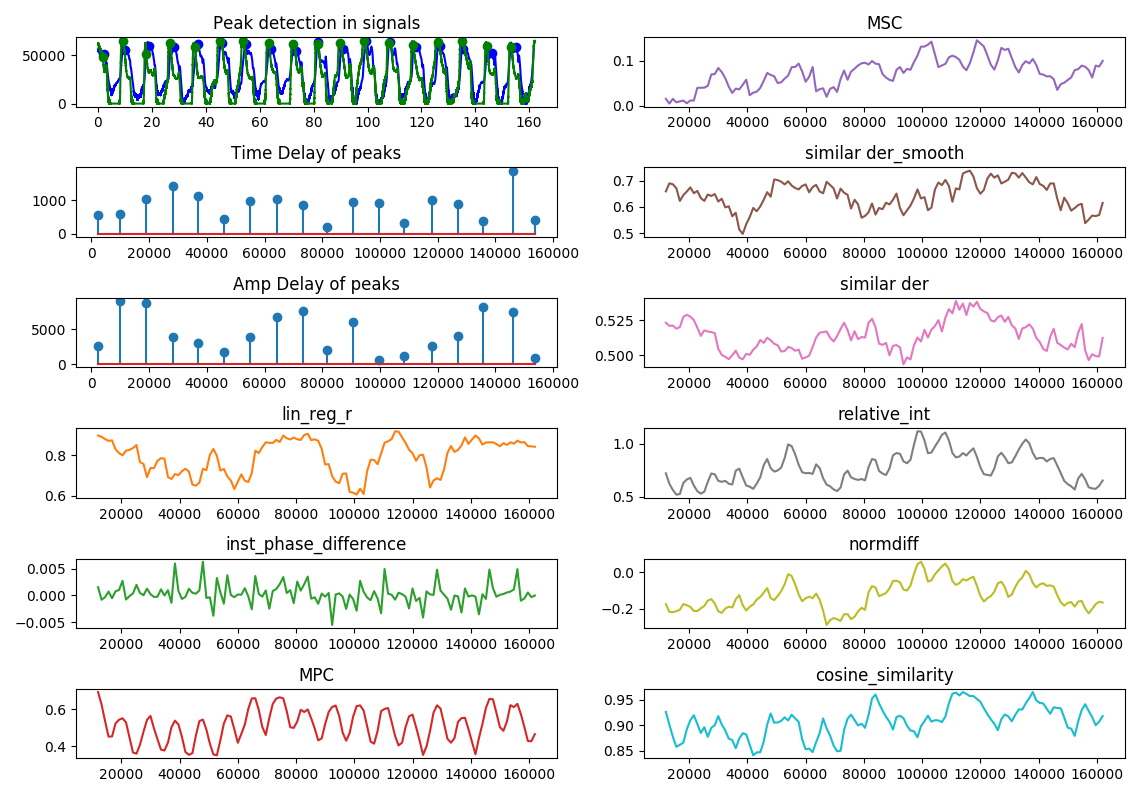 Peak detection in signals
50000
0
0 20 40 60 80 100 120 140 160
MSC
0.1
0.0
20000 40000 60000 80000 100000 120000 140000 160000
Time Delay of peaks
1000
0
0 20000 40000 60000 80000 100000 120000 140000 160000
similar der_smooth
0.7
0.6
0.5
20000 40000 60000 80000 100000 120000 140000 160000
Amp Delay of peaks
5000
0
0 20000 40000 60000 80000 100000 120000 140000 160000
similar der
0.525
0.500
20000 40000 60000 80000 100000 120000 140000 160000
lin_reg_r
0.8
0.6
20000 40000 60000 80000 100000 120000 140000 160000
relative_int
1.0
0.5
20000 40000 60000 80000 100000 120000 140000 160000
inst_phase_difference
0.005
0.000
−0.005
20000 40000 60000 80000 100000 120000 140000 160000
normdiff
0.0
−0.2
20000 40000 60000 80000 100000 120000 140000 160000
MPC
0.6
0.4
20000 40000 60000 80000 100000 120000 140000 160000
cosine_similarity
0.95
0.90
0.85
20000 40000 60000 80000 100000 120000 140000 160000